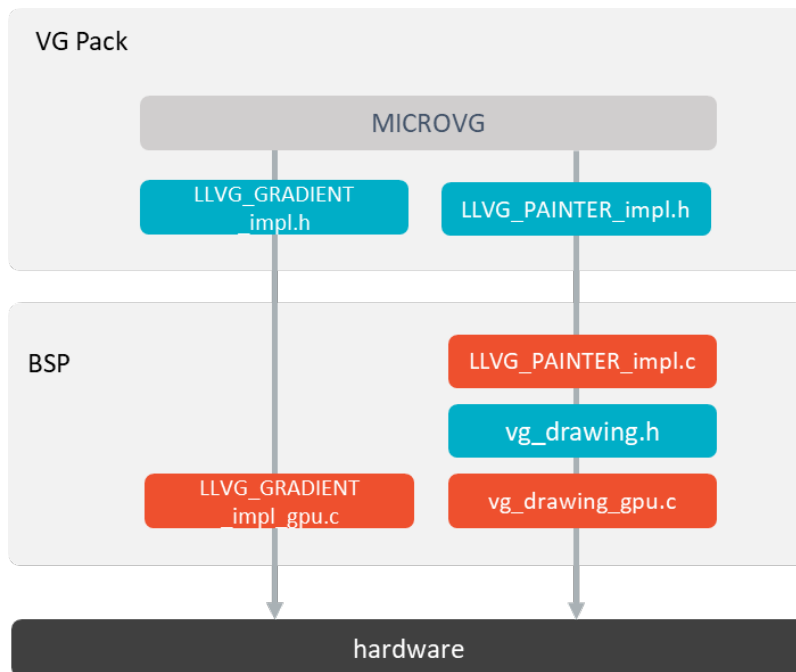 VG Pack
MICROVG
LLVG_GRADIENT
_impl.h
LLVG_PAINTER_impl.h
BSP
LLVG_PAINTER_impl.c
vg_drawing.h
LLVG_GRADIENT
_impl_gpu.c
vg_drawing_gpu.c
hardware